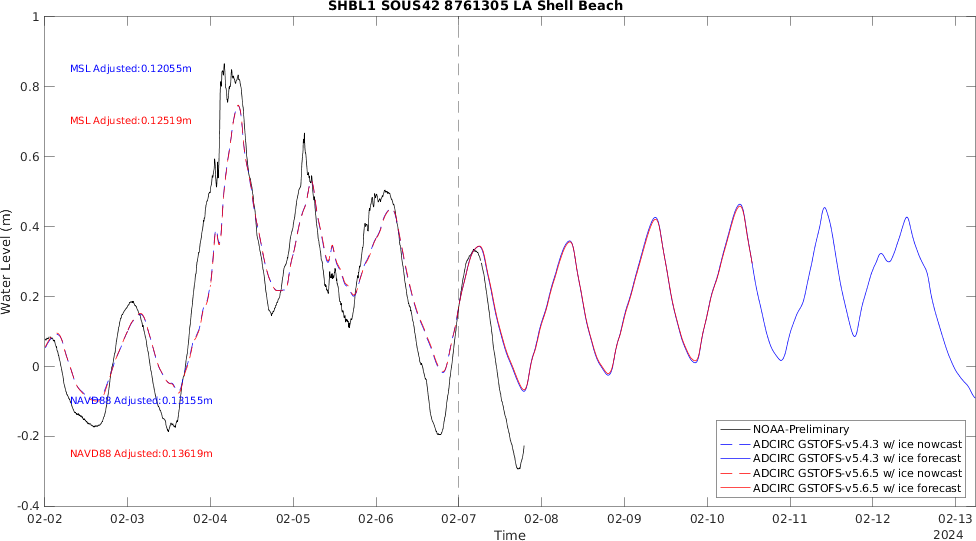 SHBL1 SOUS42 8761305 LA Shell Beach
Water Level (m)
1
0.8
0.6
0.4
0.2
0
-0.2
-0.4
MSL Adjusted:0.12055m
MSL Adjusted:0.12519m
NAVD88 Adjusted:0.13155m
NAVD88 Adjusted:0.13619m
NOAA-Preliminary
ADCIRC GSTOFS-v5.4.3 w/ ice nowcast
ADCIRC GSTOFS-v5.4.3 w/ ice forecast
ADCIRC GSTOFS-v5.6.5 w/ ice nowcast
ADCIRC GSTOFS-v5.6.5 w/ ice forecast
02-02 02-03 02-04 02-05 02-06 02-07 02-08 02-09 02-10 02-11 02-12 02-13
Time
2024